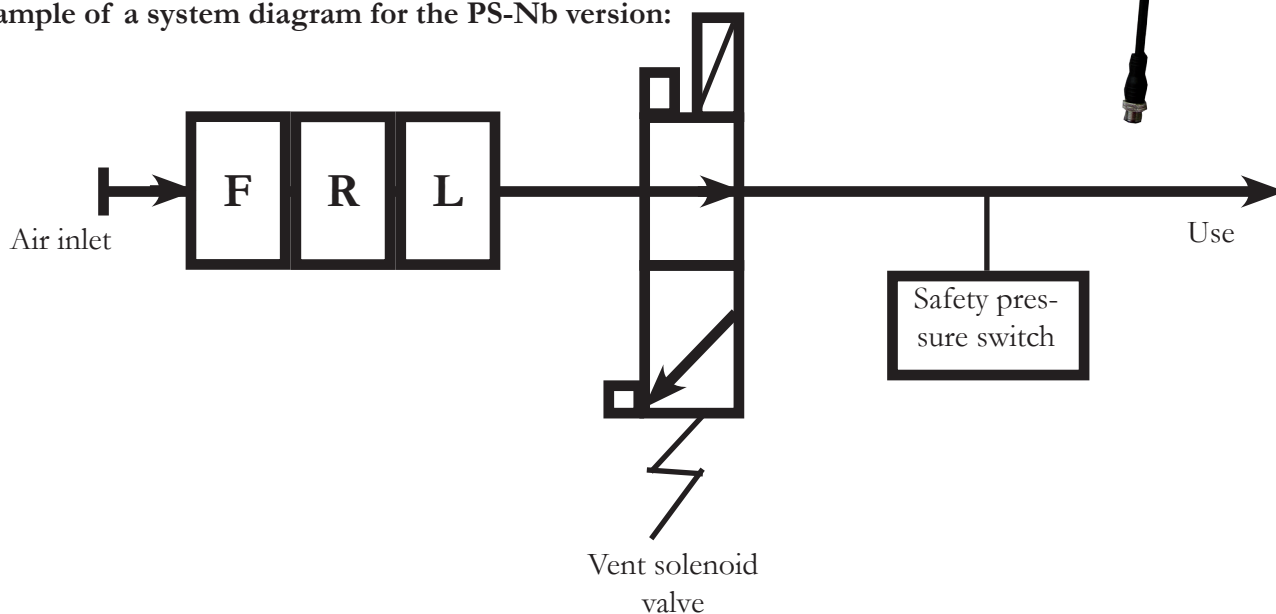 ample of a system diagram for the PS-Nb version:
F R L
Air inlet
Use
Safety pres-
sure switch
Vent solenoid
valve